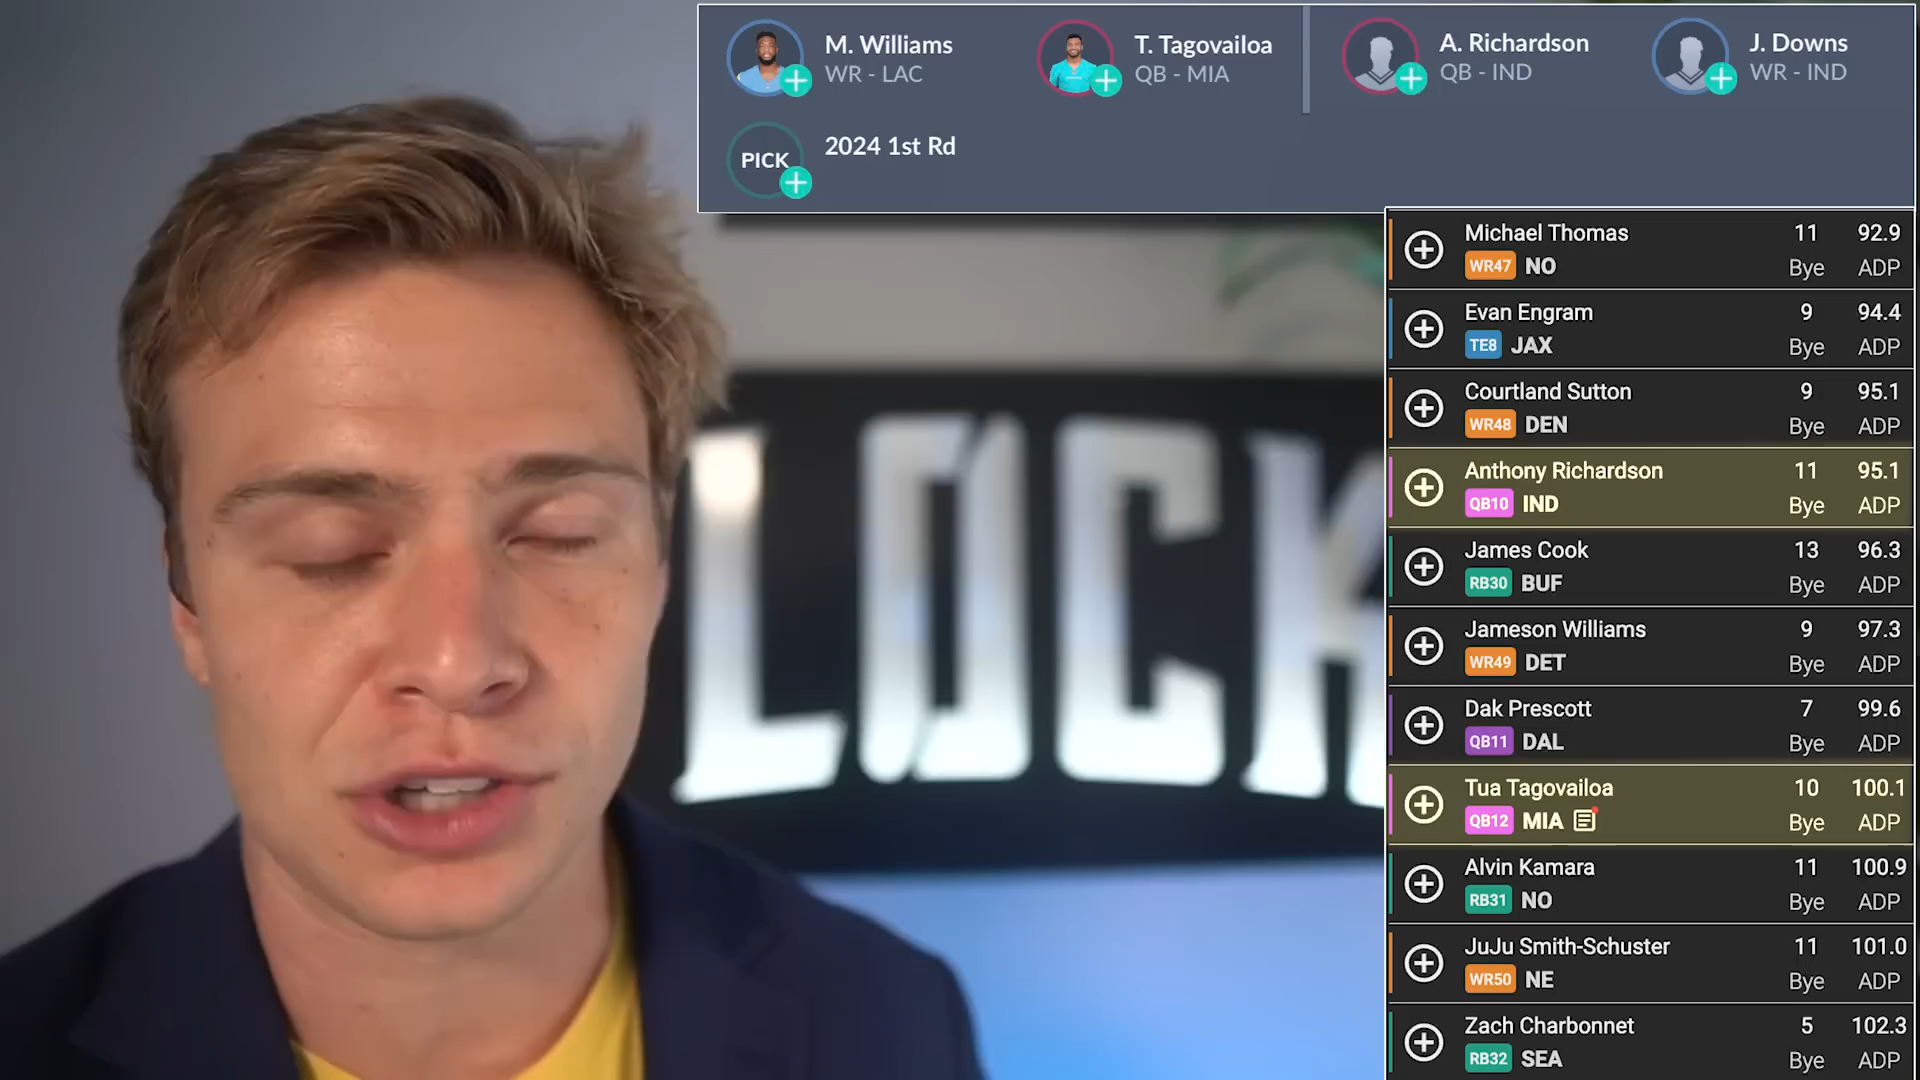 M. Williams
WR - LAC
T. Tagovailoa
QB - MIA
A. Richardson
QB - IND
J. Downs
WR - IND
PICK
2024 1st Rd
LOCK
Michael Thomas 11 92.9
WR47 NO Bye ADP
Evan Engram 9 94.4
TE8 JAX Bye ADP
Courtland Sutton 9 95.1
WR48 DEN Bye ADP
Anthony Richardson 11 95.1
QB10 IND Bye ADP
James Cook 13 96.3
RB30 BUF Bye ADP
Jameson Williams 9 97.3
WR49 DET Bye ADP
Dak Prescott 7 99.6
QB11 DAL Bye ADP
Tua Tagovailoa 10 100.1
QB12 MIA Bye ADP
Alvin Kamara 11 100.9
RB31 NO Bye ADP
JuJu Smith-Schuster 11 101.0
WR50 NE Bye ADP
Zach Charbonnet 5 102.3
RB32 SEA Bye ADP